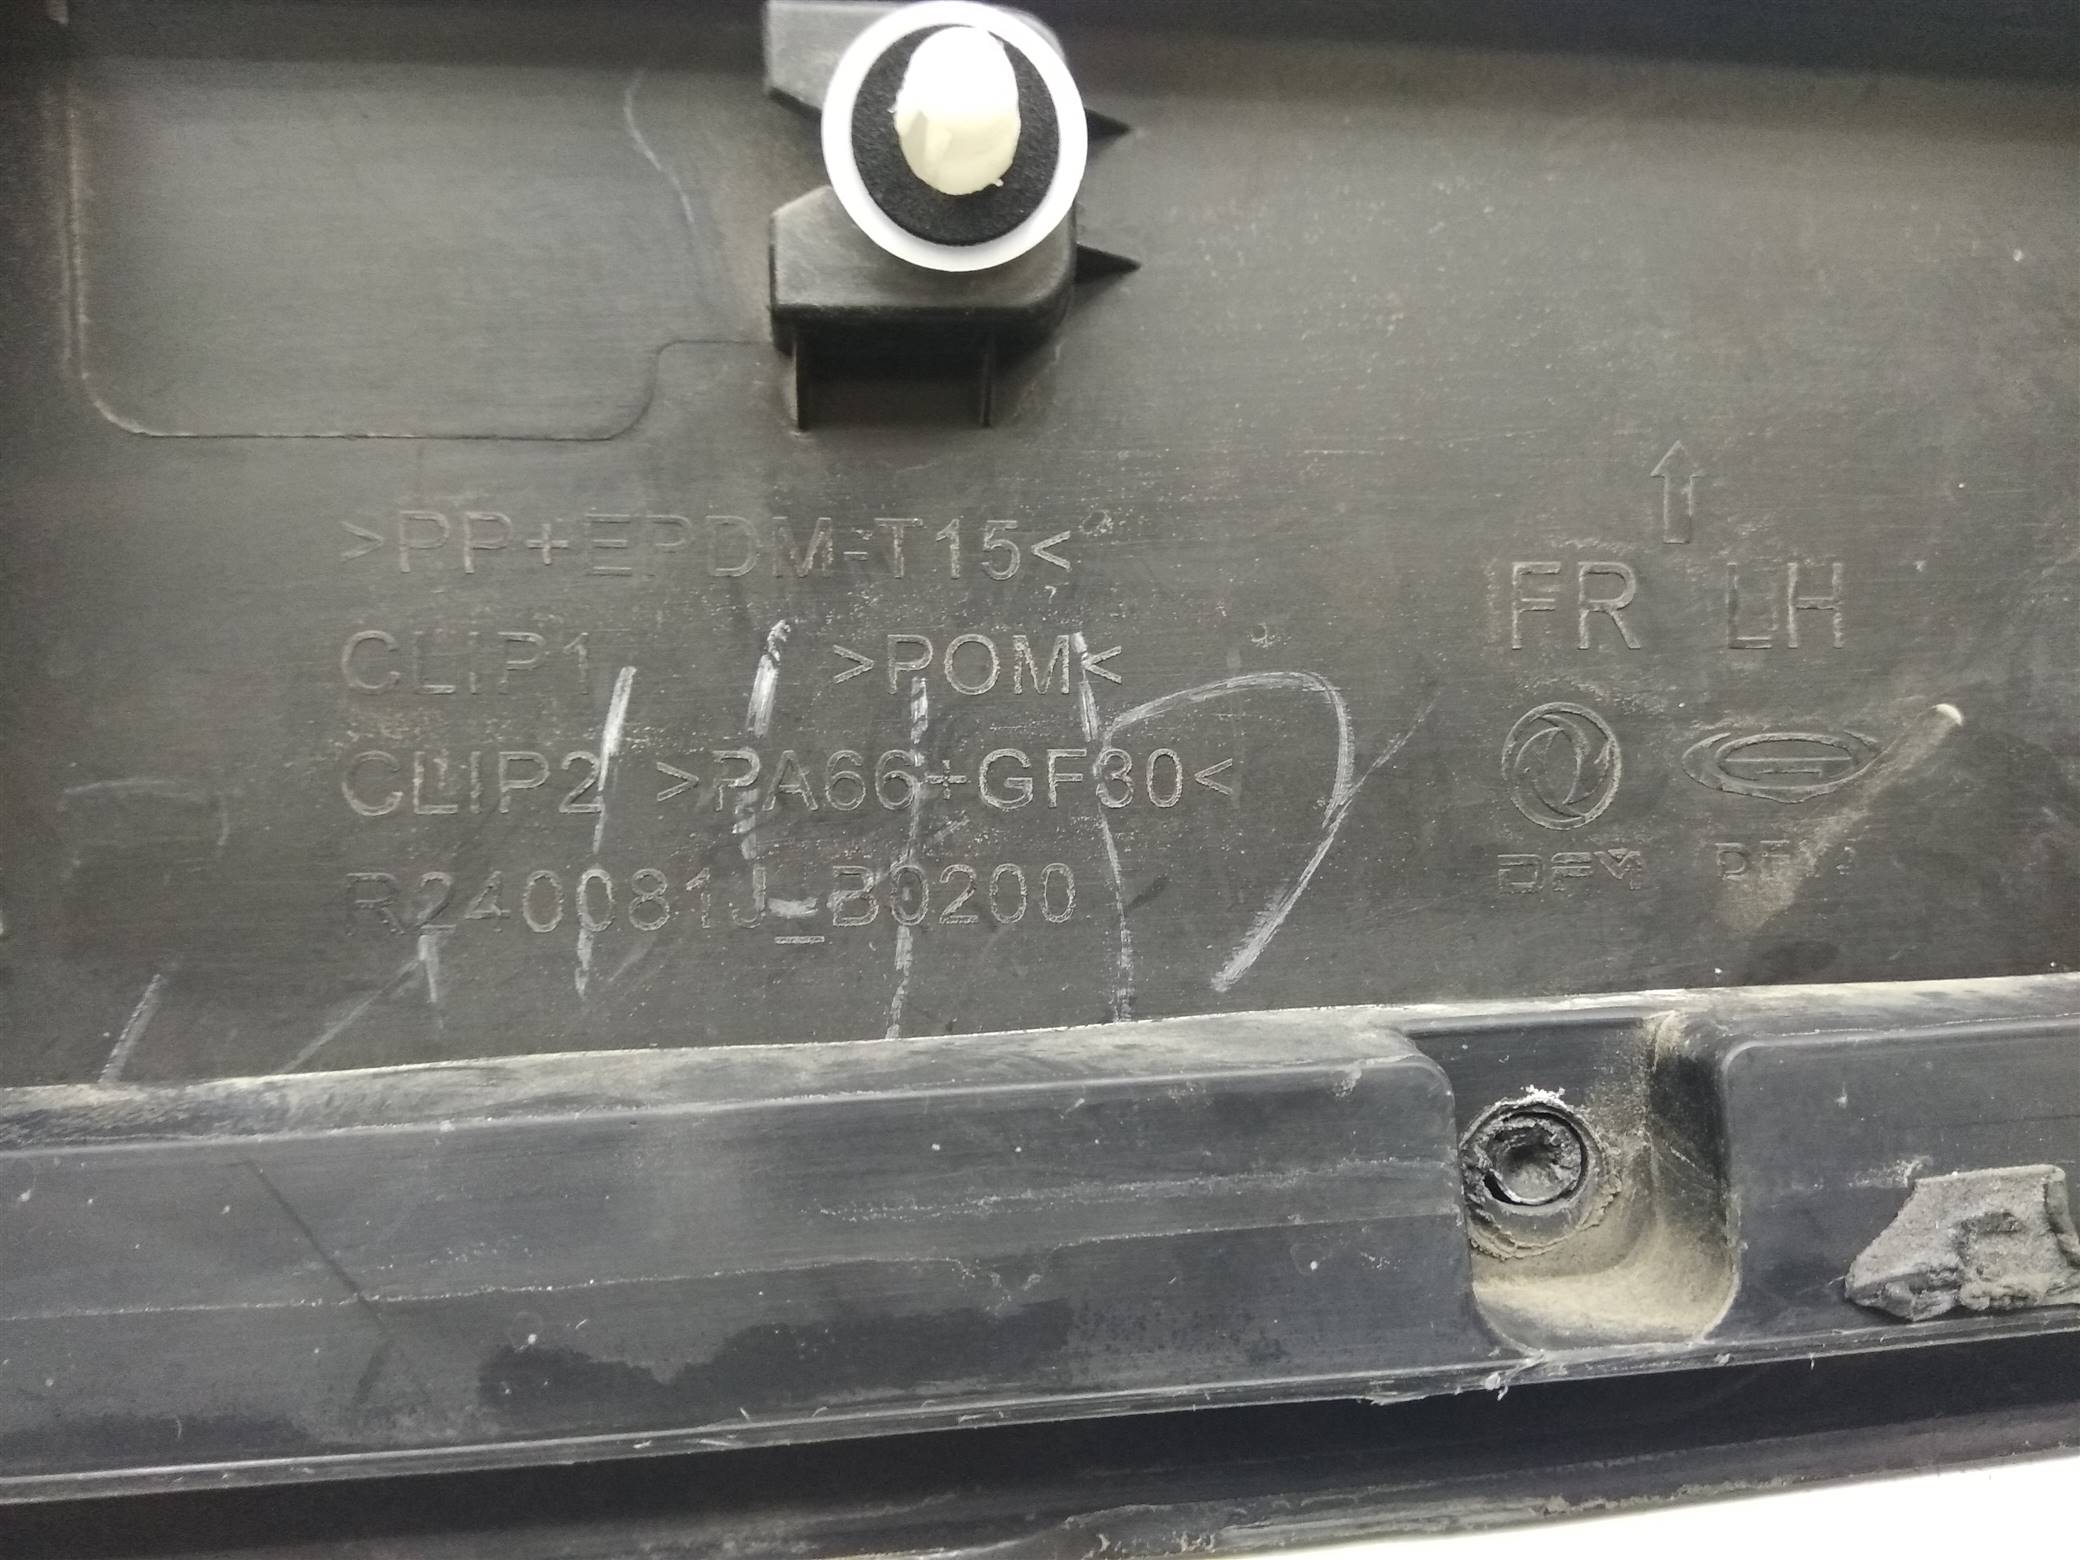 >PP+EPDM-T15<
CLIP1 >POM<
CLIP2 >PA66+GF30<
R240081J_B0200
FR LH
DFM